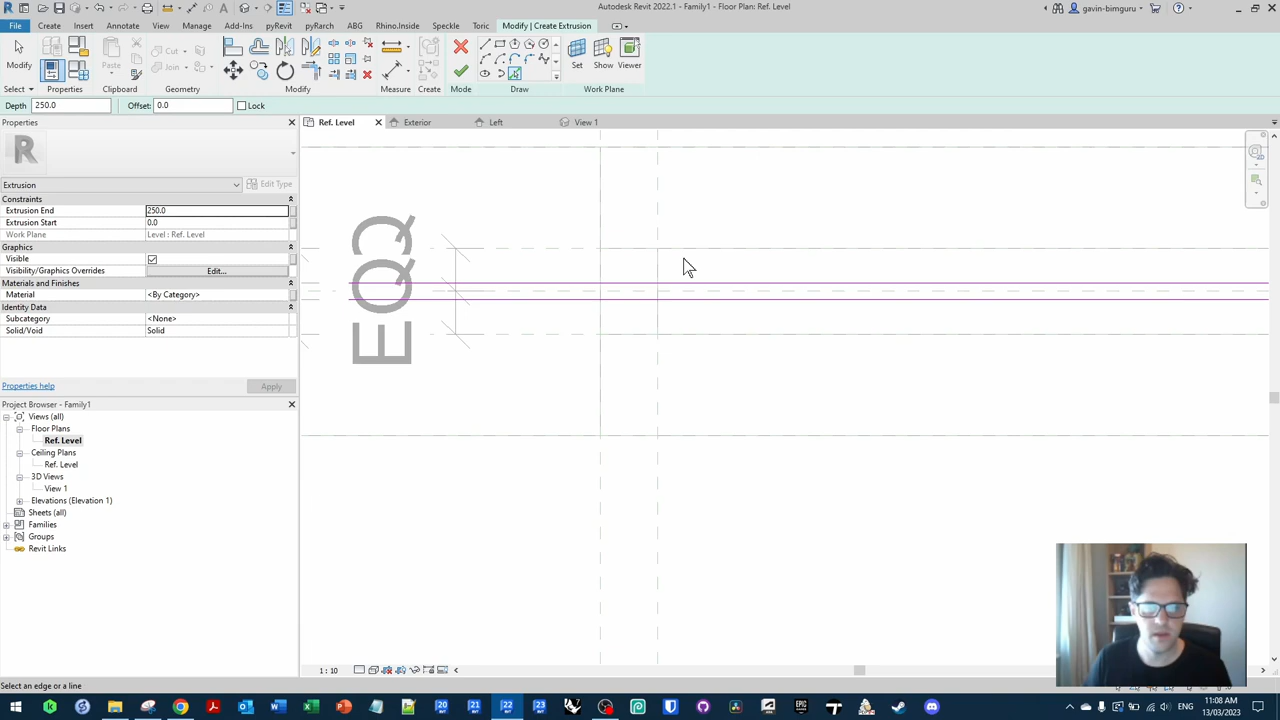 Autodesk Revit 2022.1 - Family1 - Floor Plan: Ref. Level
gavin-bimguru
File
Create
Insert
Annotate
View
Manage
Add-Ins
pyRevit
pyRarch
ABG
Rhino.Inside
Speckle
Toric
Modify | Create Extrusion
Modify
Paste
Cut
Join
Set
Show
Viewer
Select
Properties
Clipboard
Geometry
Modify
Measure
Create
Mode
Draw
Work Plane
Depth
250.0
Offset:
0.0
Lock
Properties
Ref. Level
Exterior
Left
View 1
Extrusion
Edit Type
Constraints
Extrusion End
250.0
Extrusion Start
0.0
Work Plane
Level : Ref. Level
Graphics
Visible
Visibility/Graphics Overrides
Edit...
Materials and Finishes
Material
<By Category>
Identity Data
Subcategory
<None>
Solid/Void
Solid
Properties help
Apply
Project Browser - Family1
Views (all)
Floor Plans
Ref. Level
Ceiling Plans
Ref. Level
3D Views
View 1
Elevations (Elevation 1)
Sheets (all)
Families
Groups
Revit Links
1 : 10
Select an edge or a line
20
21
22
23
ENG
11:08 AM
13/03/2023